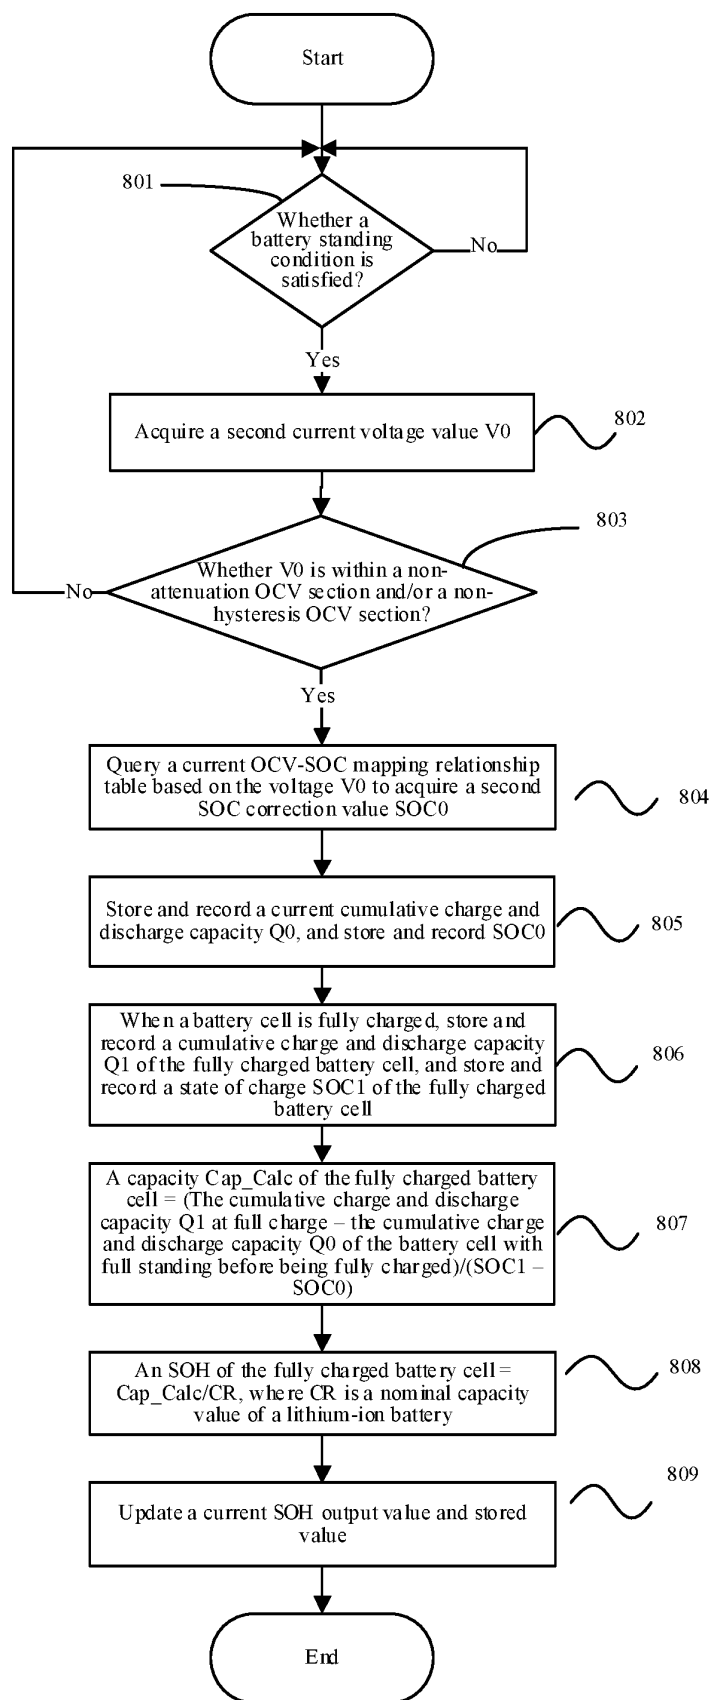 Start
801
Whether a
battery standing
condition is
satisfied?
No
Yes
Acquire a second current voltage value V0
802
803
Whether V0 is within a non-
attenuation OCV section and/or a non-
hysteresis OCV section?
No
Yes
Query a current OCV-SOC mapping relationship
table based on the voltage V0 to acquire a second
SOC correction value SOC0
804
Store and record a current cumulative charge and
discharge capacity Q0, and store and record SOC0
805
When a battery cell is fully charged, store and
record a cumulative charge and discharge capacity
Q1 of the fully charged battery cell, and store and
record a state of charge SOC1 of the fully charged
battery cell
806
A capacity Cap_Calc of the fully charged battery
cell = (The cumulative charge and discharge
capacity Q1 at full charge – the cumulative charge
and discharge capacity Q0 of the battery cell with
full standing before being fully charged)/(SOC1 –
SOC0)
807
An SOH of the fully charged battery cell =
Cap_Calc/CR, where CR is a nominal capacity
value of a lithium-ion battery
808
Update a current SOH output value and stored
value
809
End